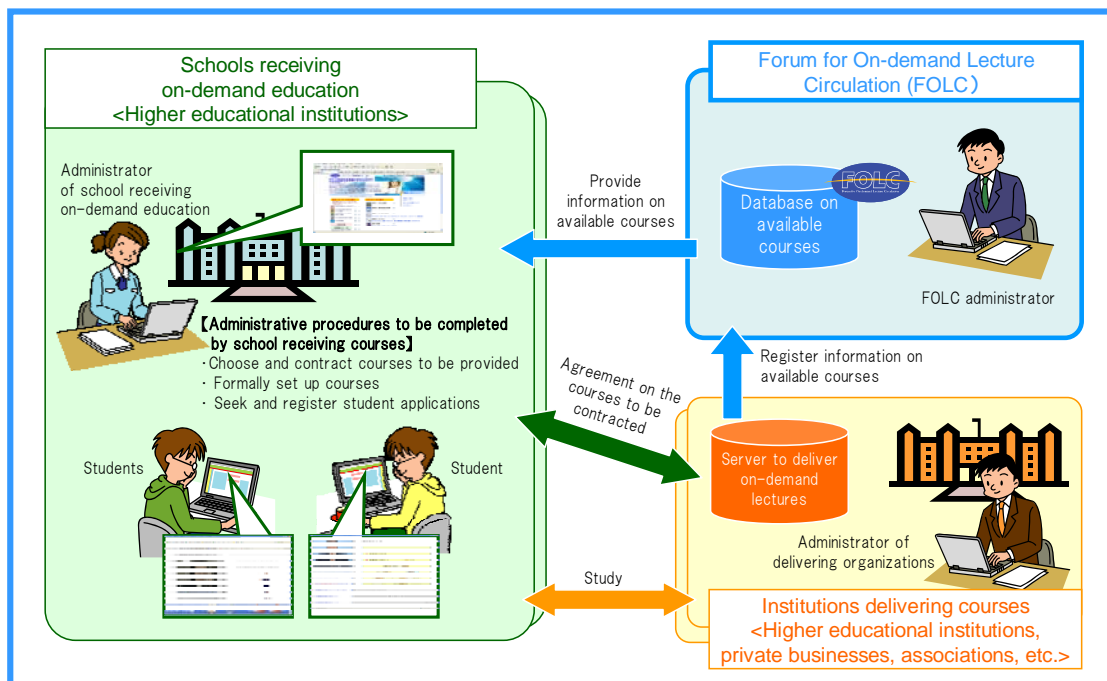 Schools receiving
on-demand education
<Higher educational institutions>
Administrator
of school receiving
on-demand education
【Administrative procedures to be completed
by school receiving courses】
・Choose and contract courses to be provided
・ Formally set up courses
・ Seek and register student applications
Students
Student
Provide
information on
available courses
Agreement on the
courses to be
contracted
Study
Forum for On-demand Lecture
Circulation (FOLC）
FOLC
Database on
available
courses
FOLC administrator
Register information on
available courses
Server to deliver
on-demand
lectures
Administrator of
delivering organizations
Institutions delivering courses
<Higher educational institutions,
private businesses, associations, etc.>